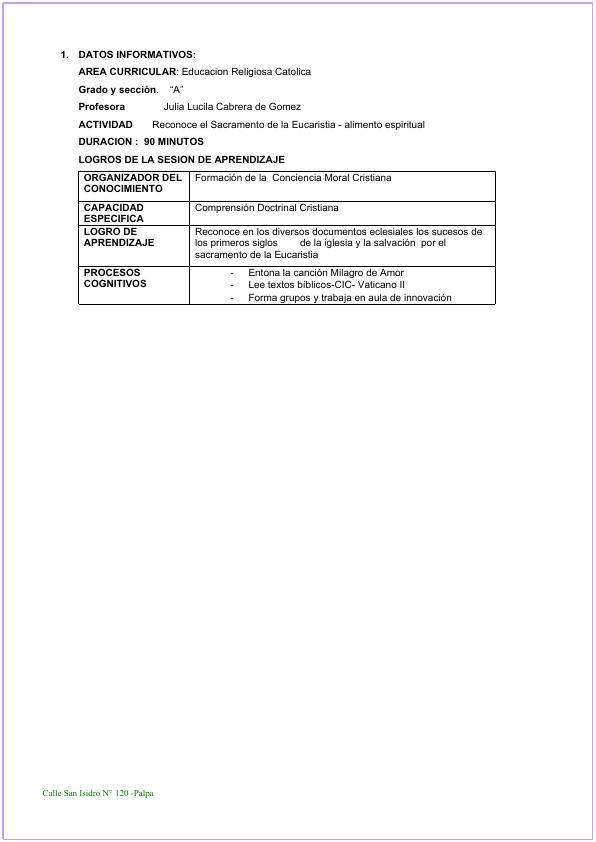 1. DATOS INFORMATIVOS:
AREA CURRICULAR: Educacion Religiosa Catolica
Grado y sección. “A”
Profesora Julia Lucila Cabrera de Gomez
ACTIVIDAD Reconoce el Sacramento de la Eucaristia - alimento espiritual
DURACION : 90 MINUTOS
LOGROS DE LA SESION DE APRENDIZAJE
ORGANIZADOR DEL
CONOCIMIENTO
Formación de la Conciencia Moral Cristiana
CAPACIDAD
ESPECIFICA
Comprensión Doctrinal Cristiana
LOGRO DE
APRENDIZAJE
Reconoce en los diversos documentos eclesiales los sucesos de
los primeros siglos de la iglesia y la salvación por el
sacramento de la Eucaristia
PROCESOS
COGNITIVOS
- Entona la canción Milagro de Amor
- Lee textos bíblicos-CIC- Vaticano II
- Forma grupos y trabaja en aula de innovación
Calle San Isidro N° 120 -Palpa